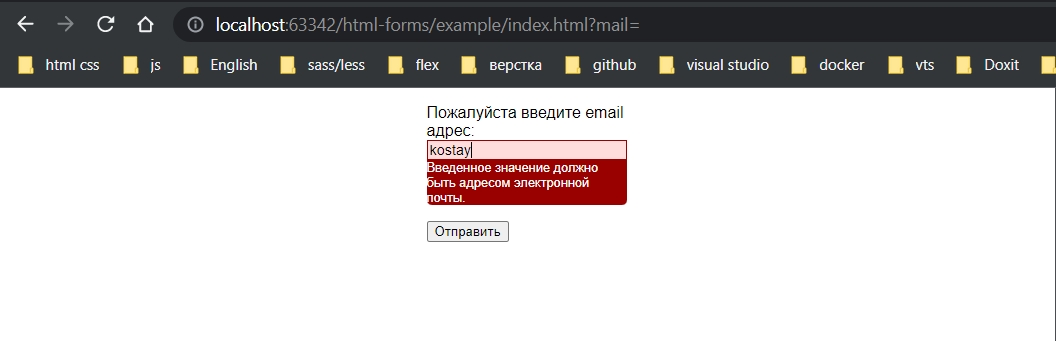 localhost:63342/html-forms/example/index.html?mail=
html css js English sass/less flex верстка github visual studio docker vts Doxit
Пожалуйста введите email
адрес:
kostay
Введенное значение должно
быть адресом электронной
почты.
Отправить